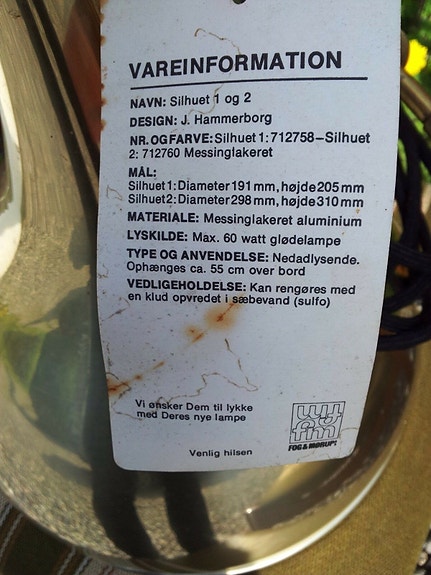 VAREINFORMATION
NAVN: Silhuet 1 og 2
DESIGN: J. Hammerborg
NR. OG FARVE: Silhuet 1: 712758–Silhuet
2: 712760 Messinglakeret
MÅL:
Silhuet 1: Diameter 191 mm, højde 205 mm
Silhuet 2: Diameter 298 mm, højde 310 mm
MATERIALE: Messinglakeret aluminium
LYSKILDE: Max. 60 watt glødelampe
TYPE OG ANVENDELSE: Nedadlysende.
Ophænges ca. 55 cm over bord
VEDLIGEHOLDELSE: Kan rengøres med
en klud opvredet i sæbevand (sulfo)
Vi ønsker Dem til lykke
med Deres nye lampe
Venlig hilsen
FOG & MØRUP